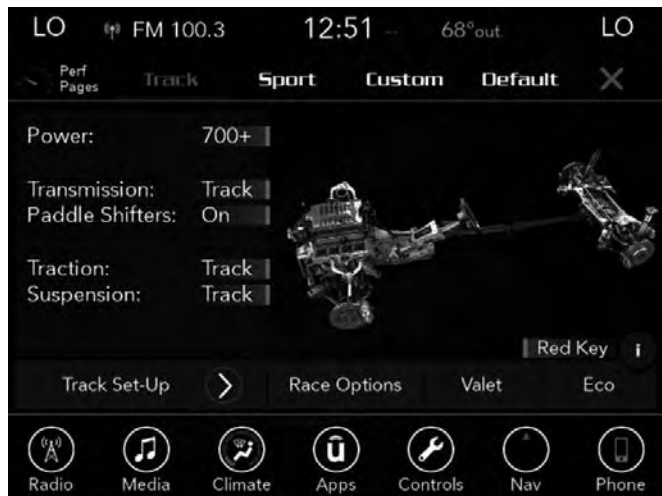 LO FM 100.3 12:51 -- 68°out LO
Perf
Pages Track Sport Custom Default X
Power: 700+
Transmission: Track
Paddle Shifters: On
Traction: Track
Suspension: Track
Red Key i
Track Set-Up > Race Options Valet Eco
Radio Media Climate Apps Controls Nav Phone